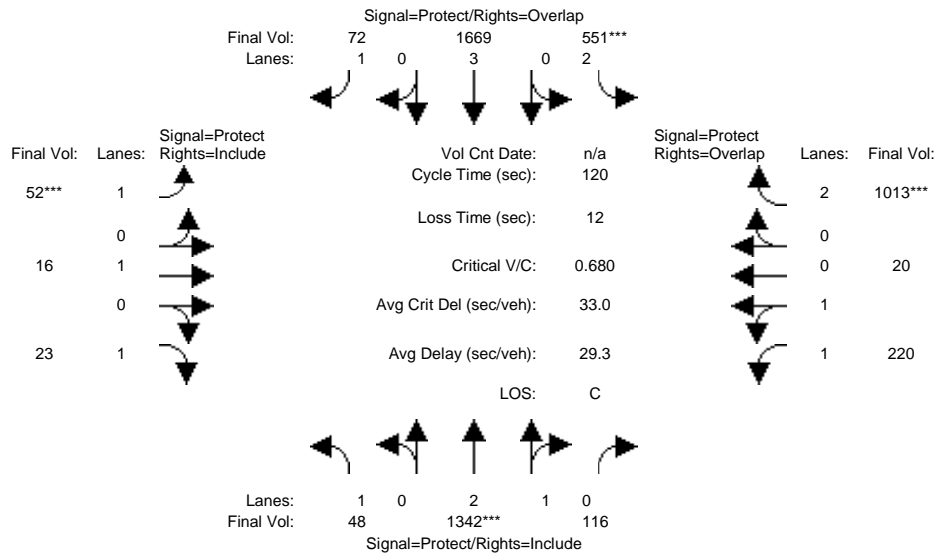 Signal=Protect/Rights=Overlap
Final Vol: 72 1669 551***
Lanes: 1 0 3 0 2
Signal=Protect Signal=Protect
Final Vol: Lanes: Rights=Include Vol Cnt Date: n/a Rights=Overlap Lanes: Final Vol:
Cycle Time (sec): 120
52*** 1 2 1013***
Loss Time (sec): 12
0 0
16 1 Critical V/C: 0.680 0 20
0 Avg Crit Del (sec/veh): 33.0 1
23 1 Avg Delay (sec/veh): 29.3 1 220
LOS: C
Lanes: 1 0 2 1 0
Final Vol: 48 1342*** 116
Signal=Protect/Rights=Include